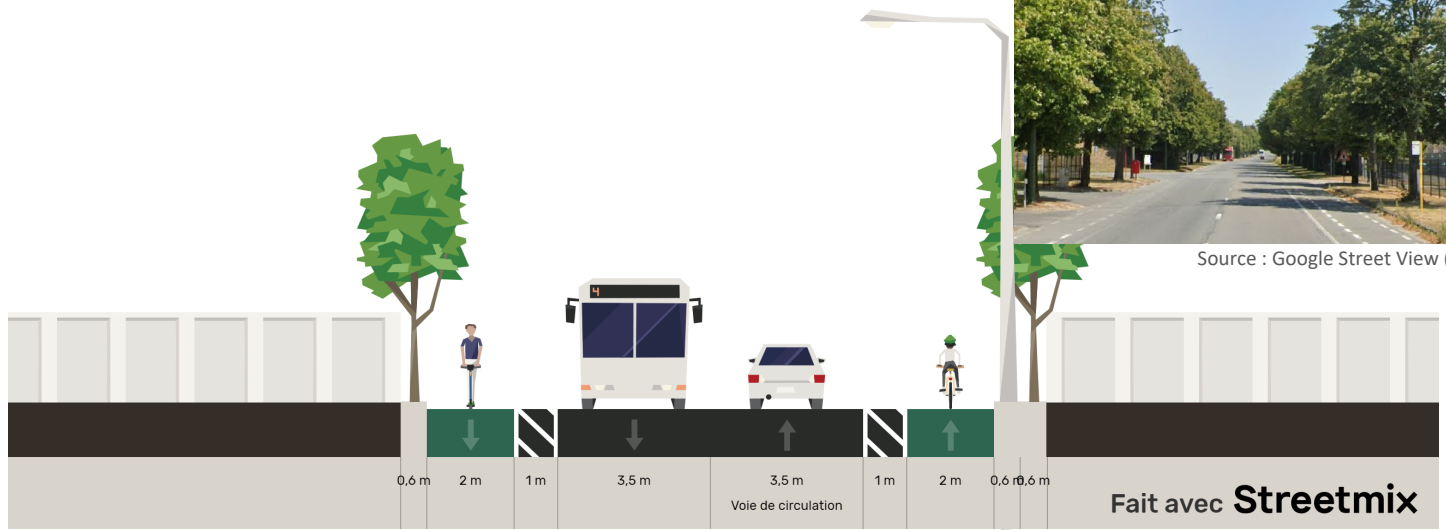 Source : Google Street View (
4
0,6 m 2 m 1 m 3,5 m 3,5 m 1 m 2 m 0,6 m 0,6 m
Voie de circulation
Fait avec Streetmix